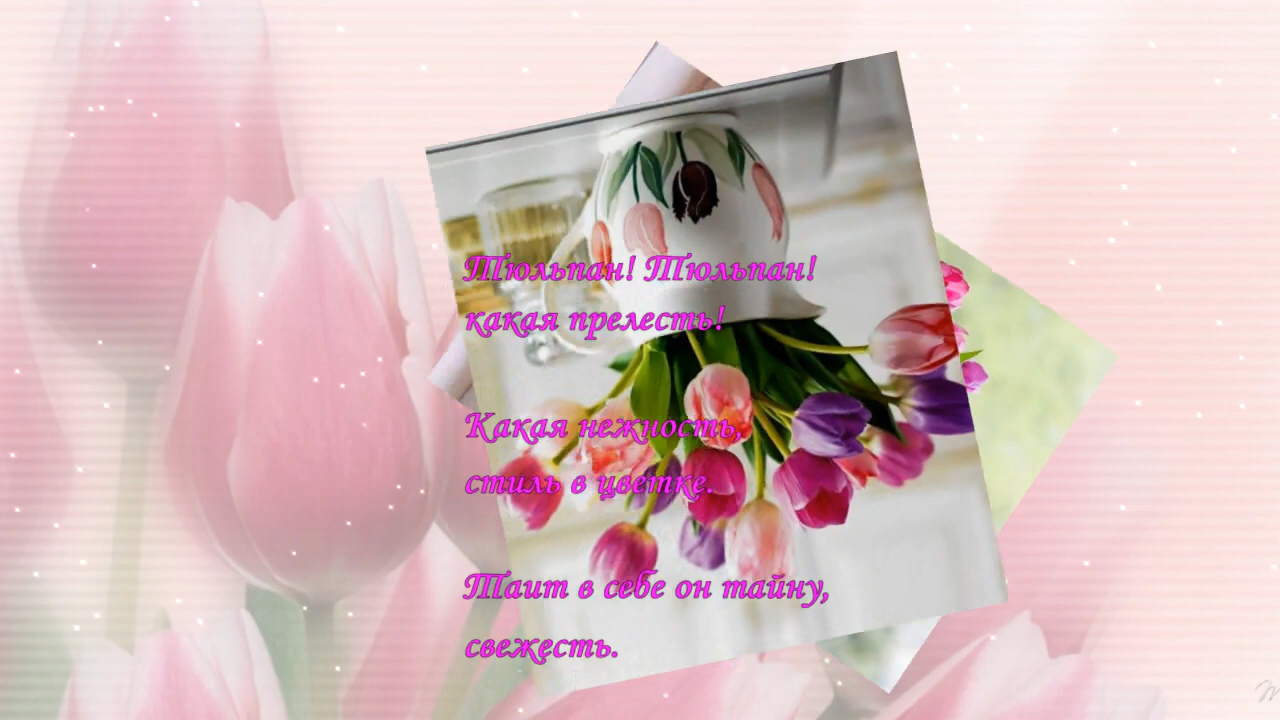 Тюльпан! Тюльпан!
какая прелесть!
Какая нежность,
стиль в цветке.
Таит в себе он тайну,
свежесть.